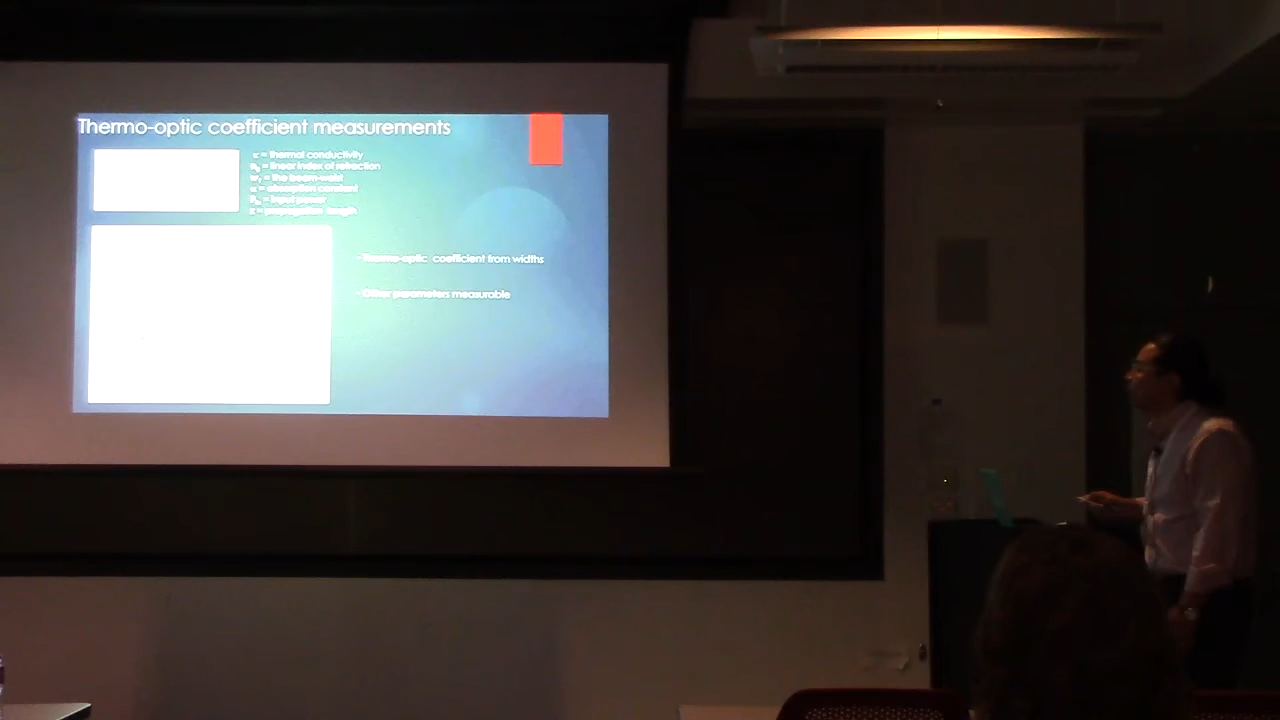 Thermo-optic coefficient measurements
κ = thermal conductivity
n₀ = linear index of refraction
w₀ = the beam-waist
α = absorption constant
= input power
z = propagation length
- Thermo-optic coefficient from widths
- Other parameters measurable